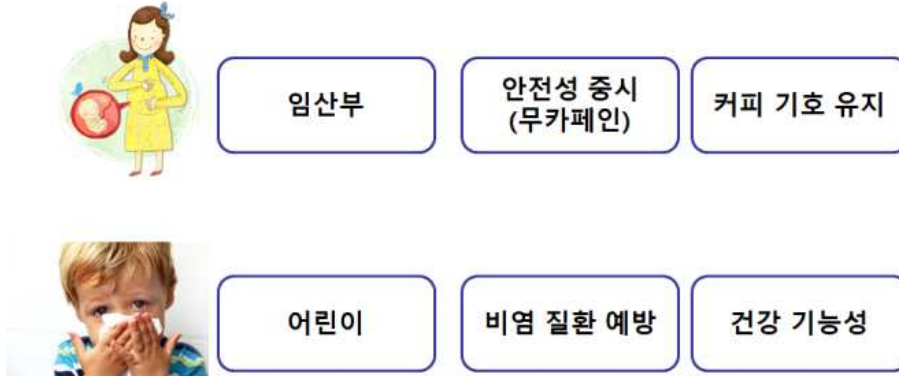 임산부
안전성 중시
(무카페인)
커피 기호 유지
어린이
비염 질환 예방
건강 기능성